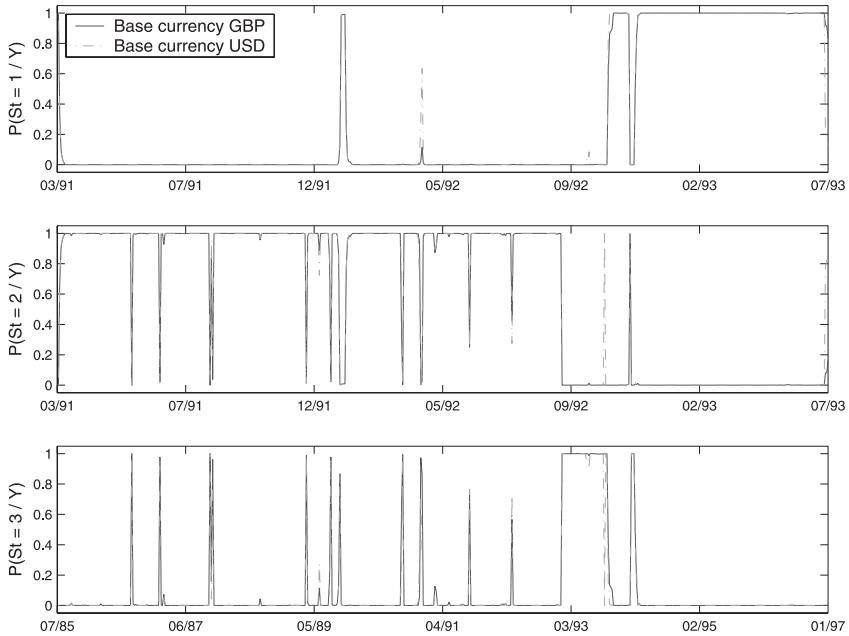 Base currency GBP
Base currency USD
P(St = 1 / Y)
1
0.8
0.6
0.4
0.2
0
03/91 07/91 12/91 05/92 09/92 02/93 07/93
P(St = 2 / Y)
1
0.8
0.6
0.4
0.2
0
03/91 07/91 12/91 05/92 09/92 02/93 07/93
P(St = 3 / Y)
1
0.8
0.6
0.4
0.2
0
07/85 06/87 05/89 04/91 03/93 02/95 01/97